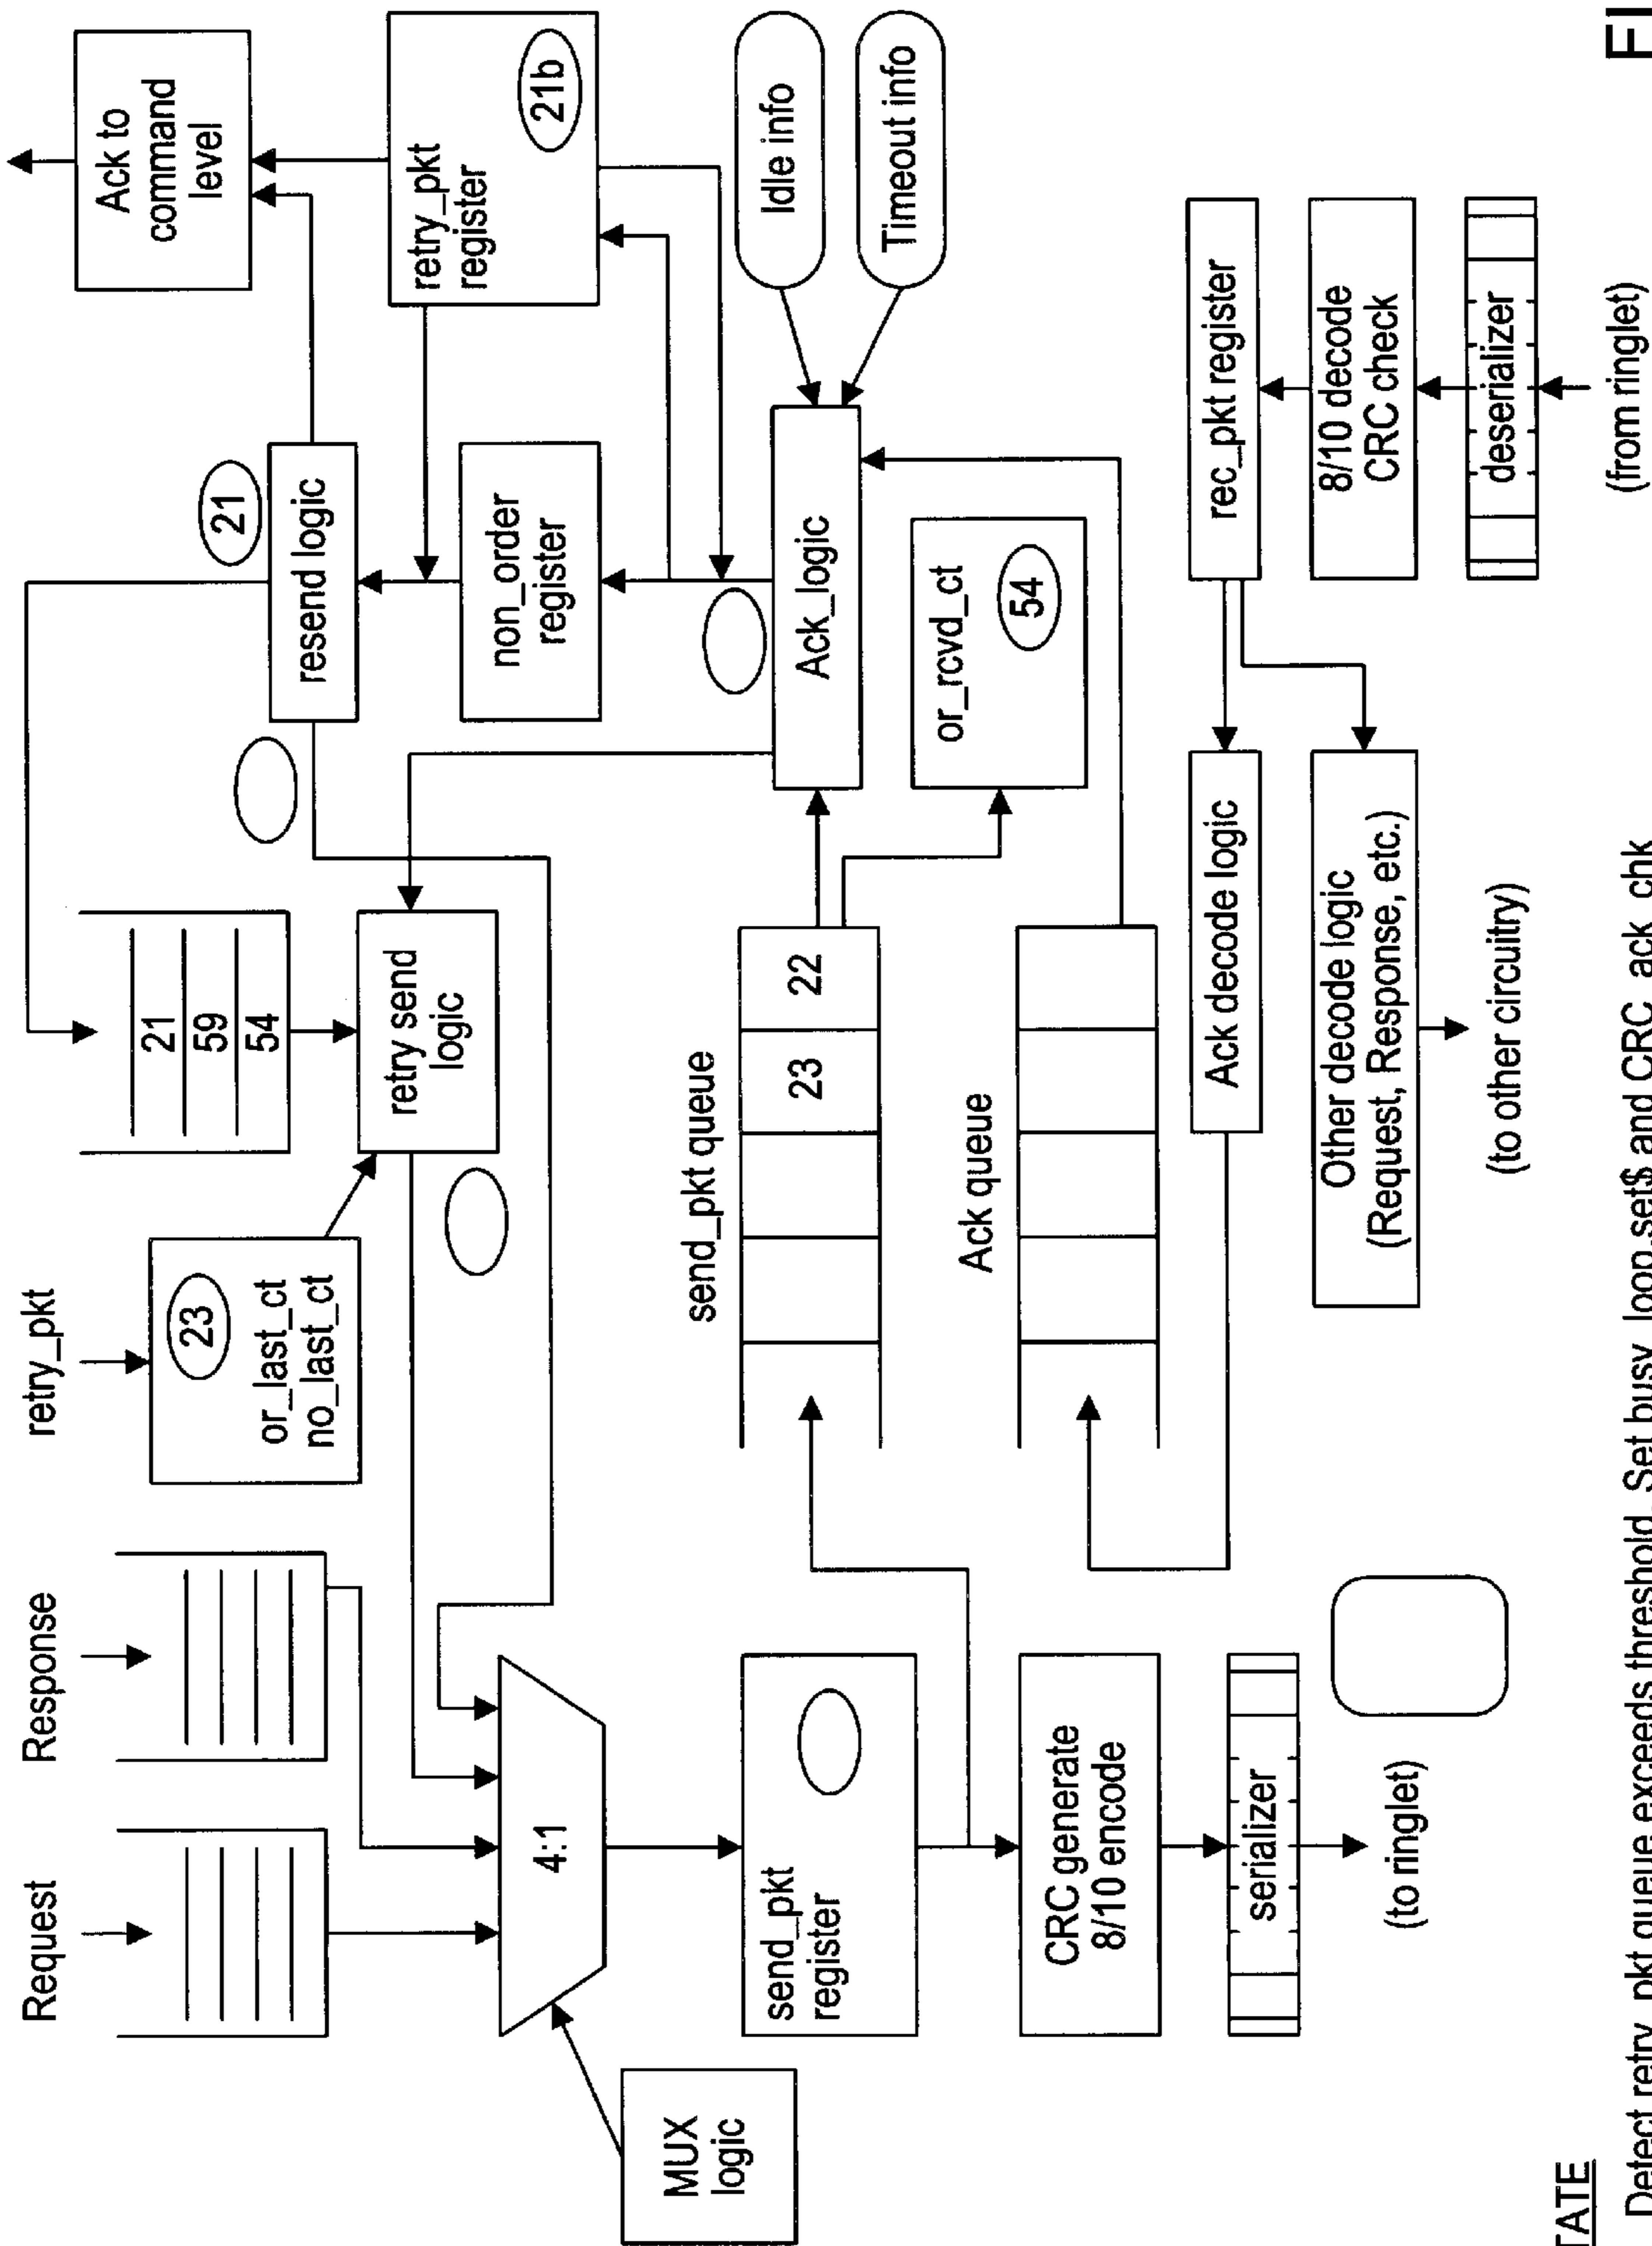 Request
Response
retry_pkt
23
or_last_ct
no_last_ct
21
59
54
retry send
logic
21
resend logic
Ack to
command
level
retry_pkt
register
21b
non_order
register
Idle info
Timeout info
MUX
logic
4:1
send_pkt
register
send_pkt queue
23
22
Ack_logic
or_rcvd_ct
54
Ack queue
CRC generate
8/10 encode
serializer
(to ringlet)
Ack decode logic
Other decode logic
(Request, Response, etc.)
(to other circuitry)
rec_pkt register
8/10 decode
CRC check
deserializer
(from ringlet)
TATE
Detect retry_pkt queue exceeds threshold. Set busy_loop.set$ and CRC_ack_chk